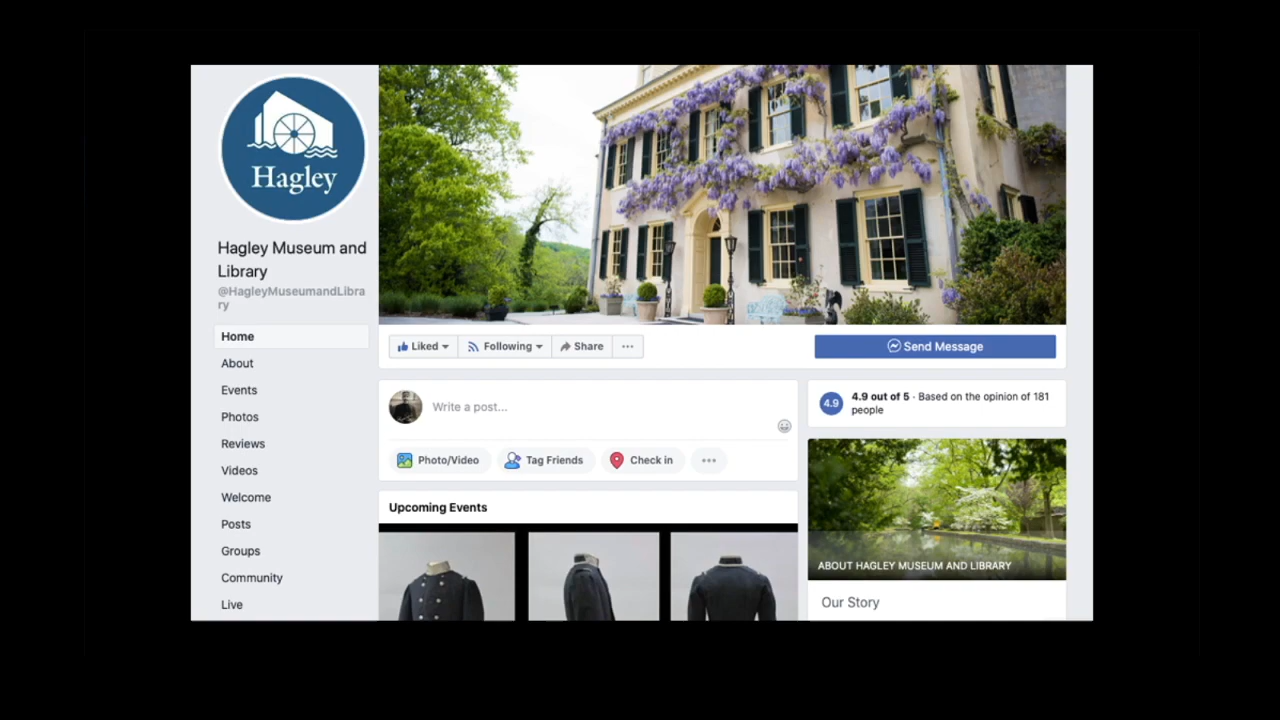 Hagley
Hagley Museum and
Library
@HagleyMuseumandLibra
ry
Home
About
Events
Photos
Reviews
Videos
Welcome
Posts
Groups
Community
Live
Liked
Following
Share
Send Message
Write a post...
Photo/Video
Tag Friends
Check in
Upcoming Events
4.9
4.9 out of 5 · Based on the opinion of 181
people
ABOUT HAGLEY MUSEUM AND LIBRARY
Our Story